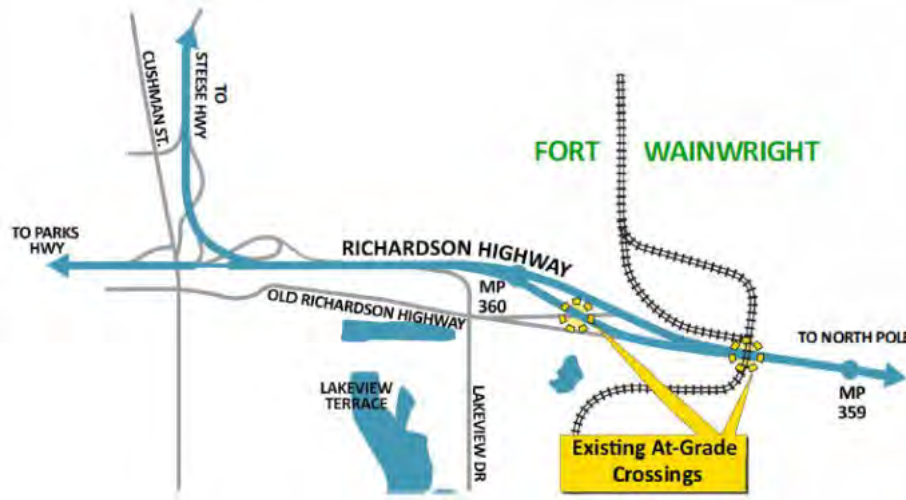 CUSHMAN ST.
TO
STEESE HWY
FORT WAINWRIGHT
TO PARKS
HWY
RICHARDSON HIGHWAY
MP
360
OLD RICHARDSON HIGHWAY
TO NORTH POLE
LAKEVIEW
TERRACE
LAKEVIEW DR
MP
359
Existing At-Grade
Crossings